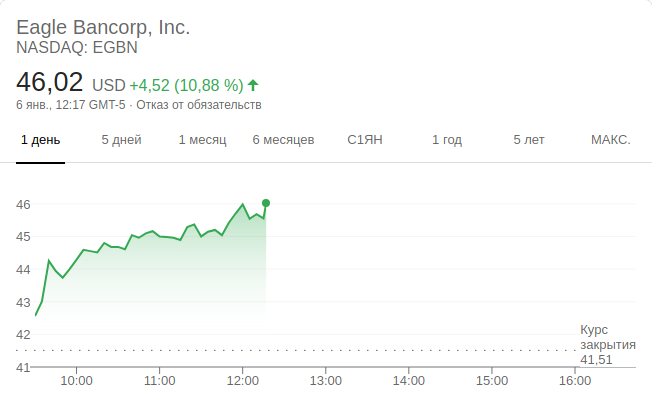 Eagle Bancorp, Inc.
NASDAQ: EGBN
46,02 USD +4,52 (10,88 %)
6 янв., 12:17 GMT-5 · Отказ от обязательств
1 день 5 дней 1 месяц 6 месяцев С1ЯН 1 год 5 лет МАКС.
46
45
44
43
42
41
Курс
закрытия
41,51
10:00 11:00 12:00 13:00 14:00 15:00 16:00